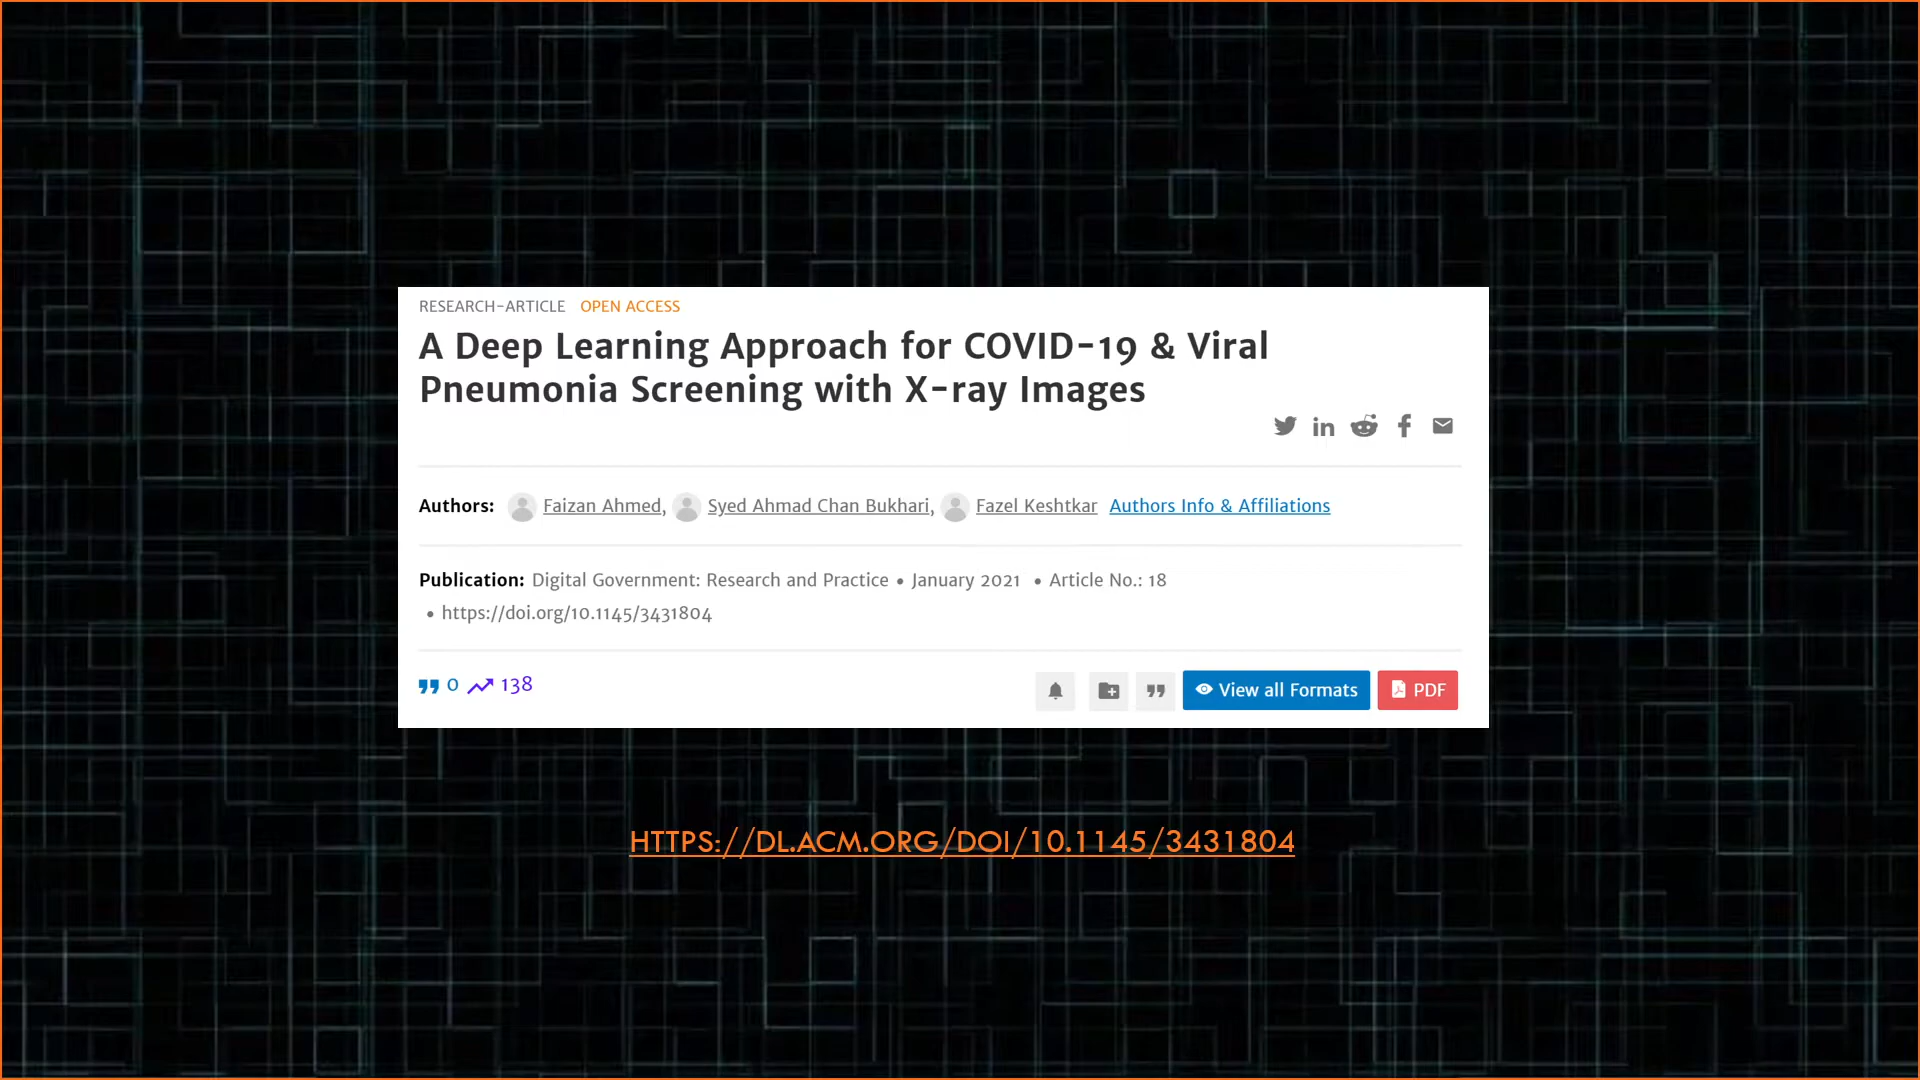 RESEARCH-ARTICLE OPEN ACCESS
A Deep Learning Approach for COVID-19 & Viral
Pneumonia Screening with X-ray Images
Authors: Faizan Ahmed, Syed Ahmad Chan Bukhari, Fazel Keshtkar Authors Info & Affiliations
Publication: Digital Government: Research and Practice • January 2021 • Article No.: 18
• https://doi.org/10.1145/3431804
0 138
View all Formats PDF
HTTPS://DL.ACM.ORG/DOI/10.1145/3431804